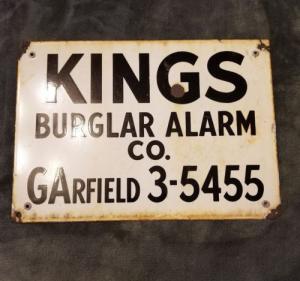 KINGS
BURGLAR ALARM
CO.
GARFIELD 3-5455